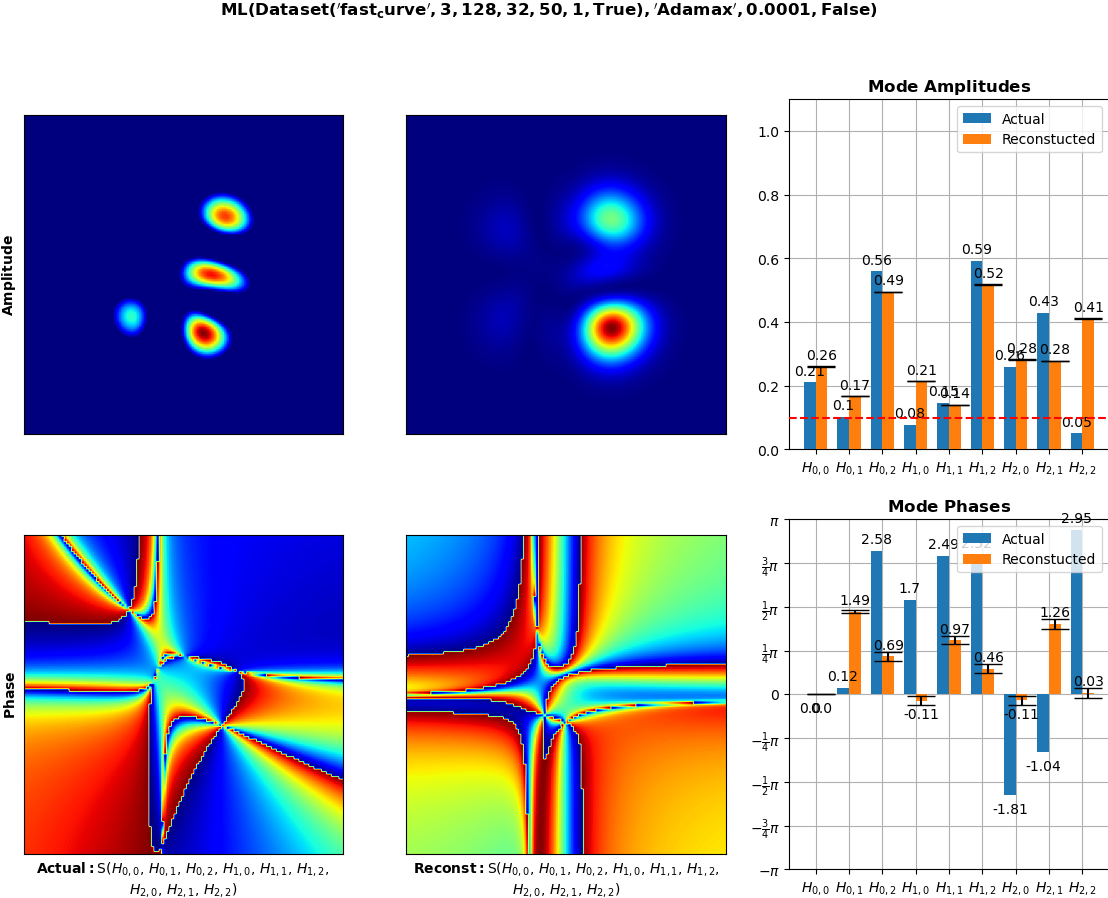 ML(Dataset('fast_curve', 3, 128, 32, 50, 1, True), 'Adamax', 0.0001, False)
Amplitude
Mode Amplitudes
Actual
Reconstucted
1.0
0.8
0.6
0.4
0.2
0.0
0.21
0.26
0.1
0.17
0.56
0.49
0.08
0.21
0.15
0.14
0.59
0.52
0.26
0.28
0.43
0.28
0.05
0.41
H0,0 H0,1 H0,2 H1,0 H1,1 H1,2 H2,0 H2,1 H2,2
Phase
Actual: S(H0,0, H0,1, H0,2, H1,0, H1,1, H1,2,
H2,0, H2,1, H2,2)
Reconst: S(H0,0, H0,1, H0,2, H1,0, H1,1, H1,2,
H2,0, H2,1, H2,2)
Mode Phases
Actual
Reconstucted
π
3/4π
1/2π
1/4π
0
−1/4π
−1/2π
−3/4π
−π
0.0
0.0
0.12
1.49
2.58
0.69
1.7
-0.11
2.49
0.97
0.46
-1.81
-0.11
-1.04
1.26
2.95
0.03
H0,0 H0,1 H0,2 H1,0 H1,1 H1,2 H2,0 H2,1 H2,2